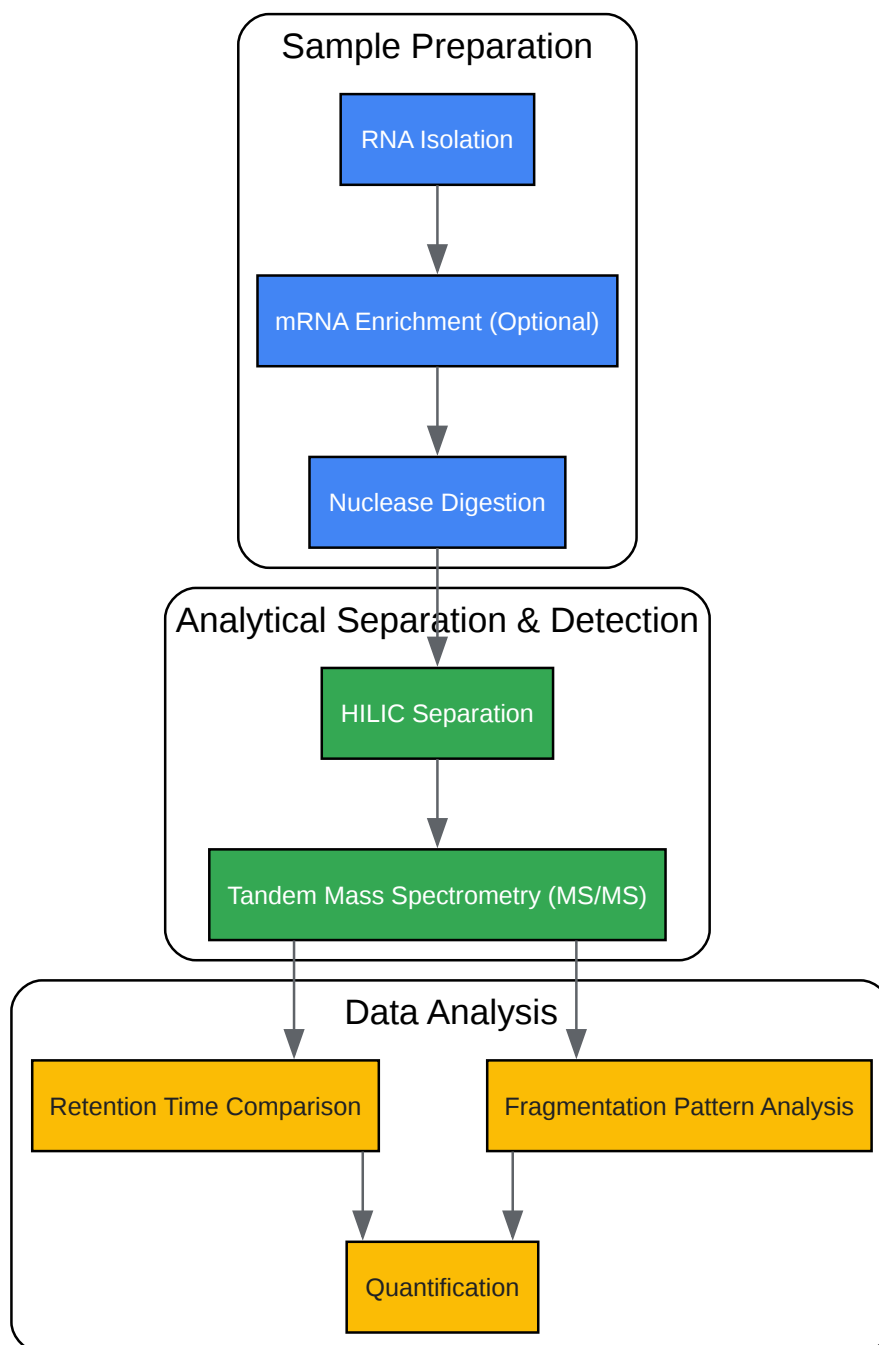 Sample Preparation
RNA Isolation
mRNA Enrichment (Optional)
Nuclease Digestion
Analytical Separation & Detection
HILIC Separation
Tandem Mass Spectrometry (MS/MS)
Data Analysis
Retention Time Comparison
Fragmentation Pattern Analysis
Quantification